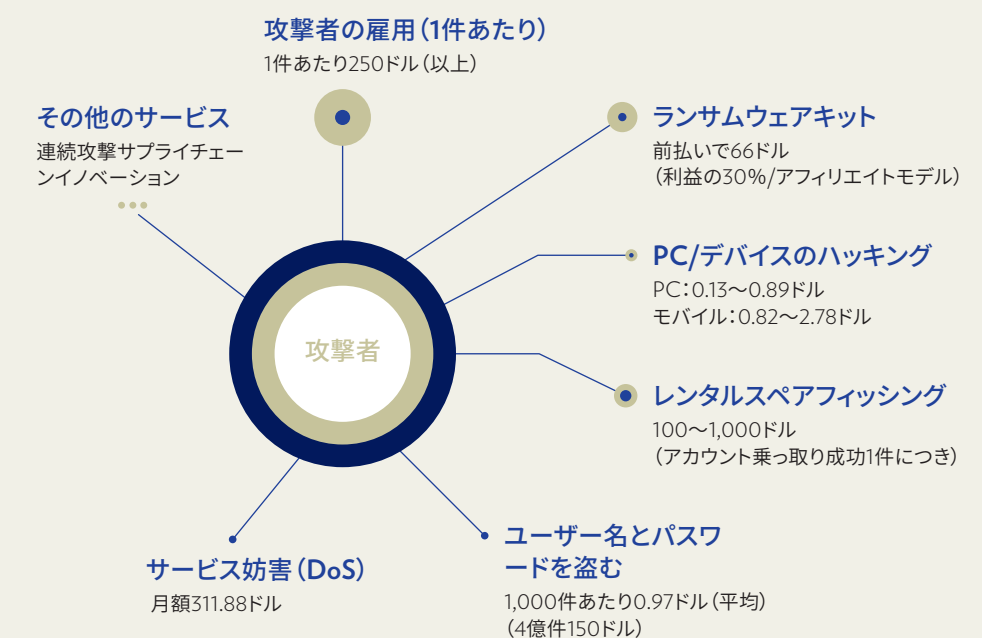 攻撃者の雇用（1件あたり）
1件あたり250ドル（以上）
その他のサービス
連続攻撃サプライチェー
ンイノベーション
ランサムウェアキット
前払いで66ドル
（利益の30%/アフィリエイトモデル）
PC/デバイスのハッキング
PC：0.13～0.89ドル
モバイル：0.82～2.78ドル
攻撃者
レンタルスペアフィッシング
100～1,000ドル
（アカウント乗っ取り成功1件につき）
サービス妨害（DoS）
月額311.88ドル
ユーザー名とパスワ
ードを盗む
1,000件あたり0.97ドル（平均）
（4億件150ドル）